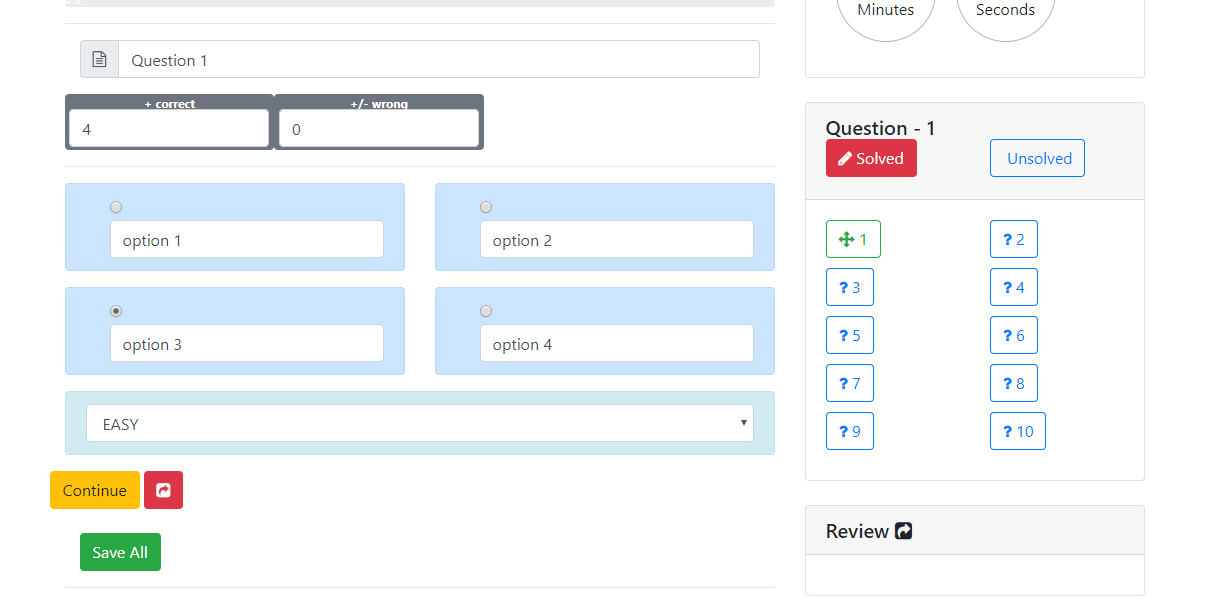 Question 1
+ correct
+/- wrong
4
0
option 1
option 2
option 3
option 4
EASY
Continue
Save All
Minutes
Seconds
Question - 1
Solved
Unsolved
1
? 2
? 3
? 4
? 5
? 6
? 7
? 8
? 9
? 10
Review